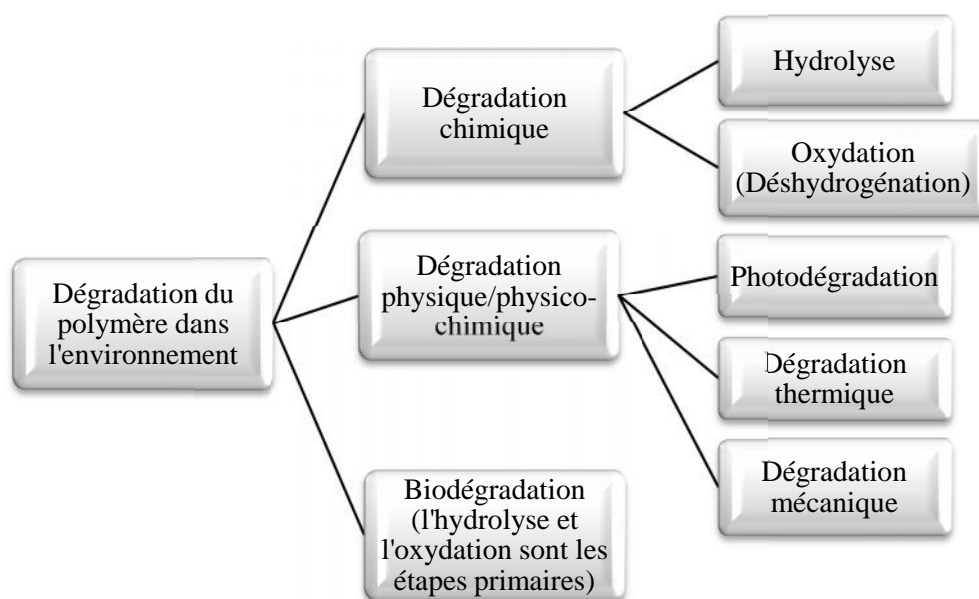 Dégradation du
polymère dans
l'environnement
Dégradation
chimique
Hydrolyse
Oxydation
(Déshydrogénation)
Dégradation
physique/physico-
chimique
Photodégradation
Dégradation
thermique
Dégradation
mécanique
Biodégradation
(l'hydrolyse et
l'oxydation sont les
étapes primaires)